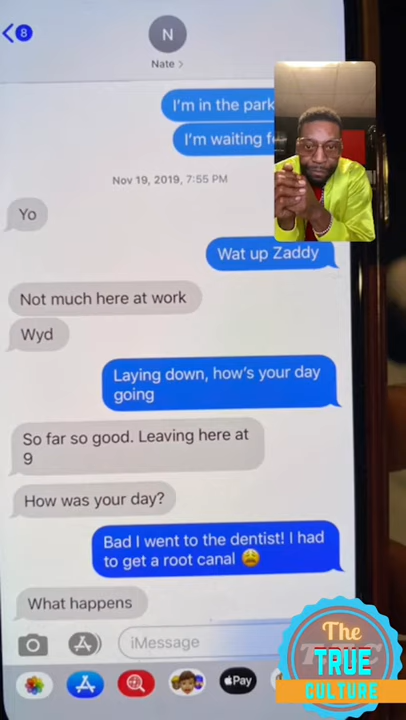 8
N
Nate >
I'm in the park
I'm waiting
Nov 19, 2019, 7:55 PM
Yo
Wat up Zaddy
Not much here at work
Wyd
Laying down, how's your day
going
So far so good. Leaving here at
9
How was your day?
Bad I went to the dentist! I had
to get a root canal 😩
What happens
iMessage
Pay
The
TRUE
CULTURE